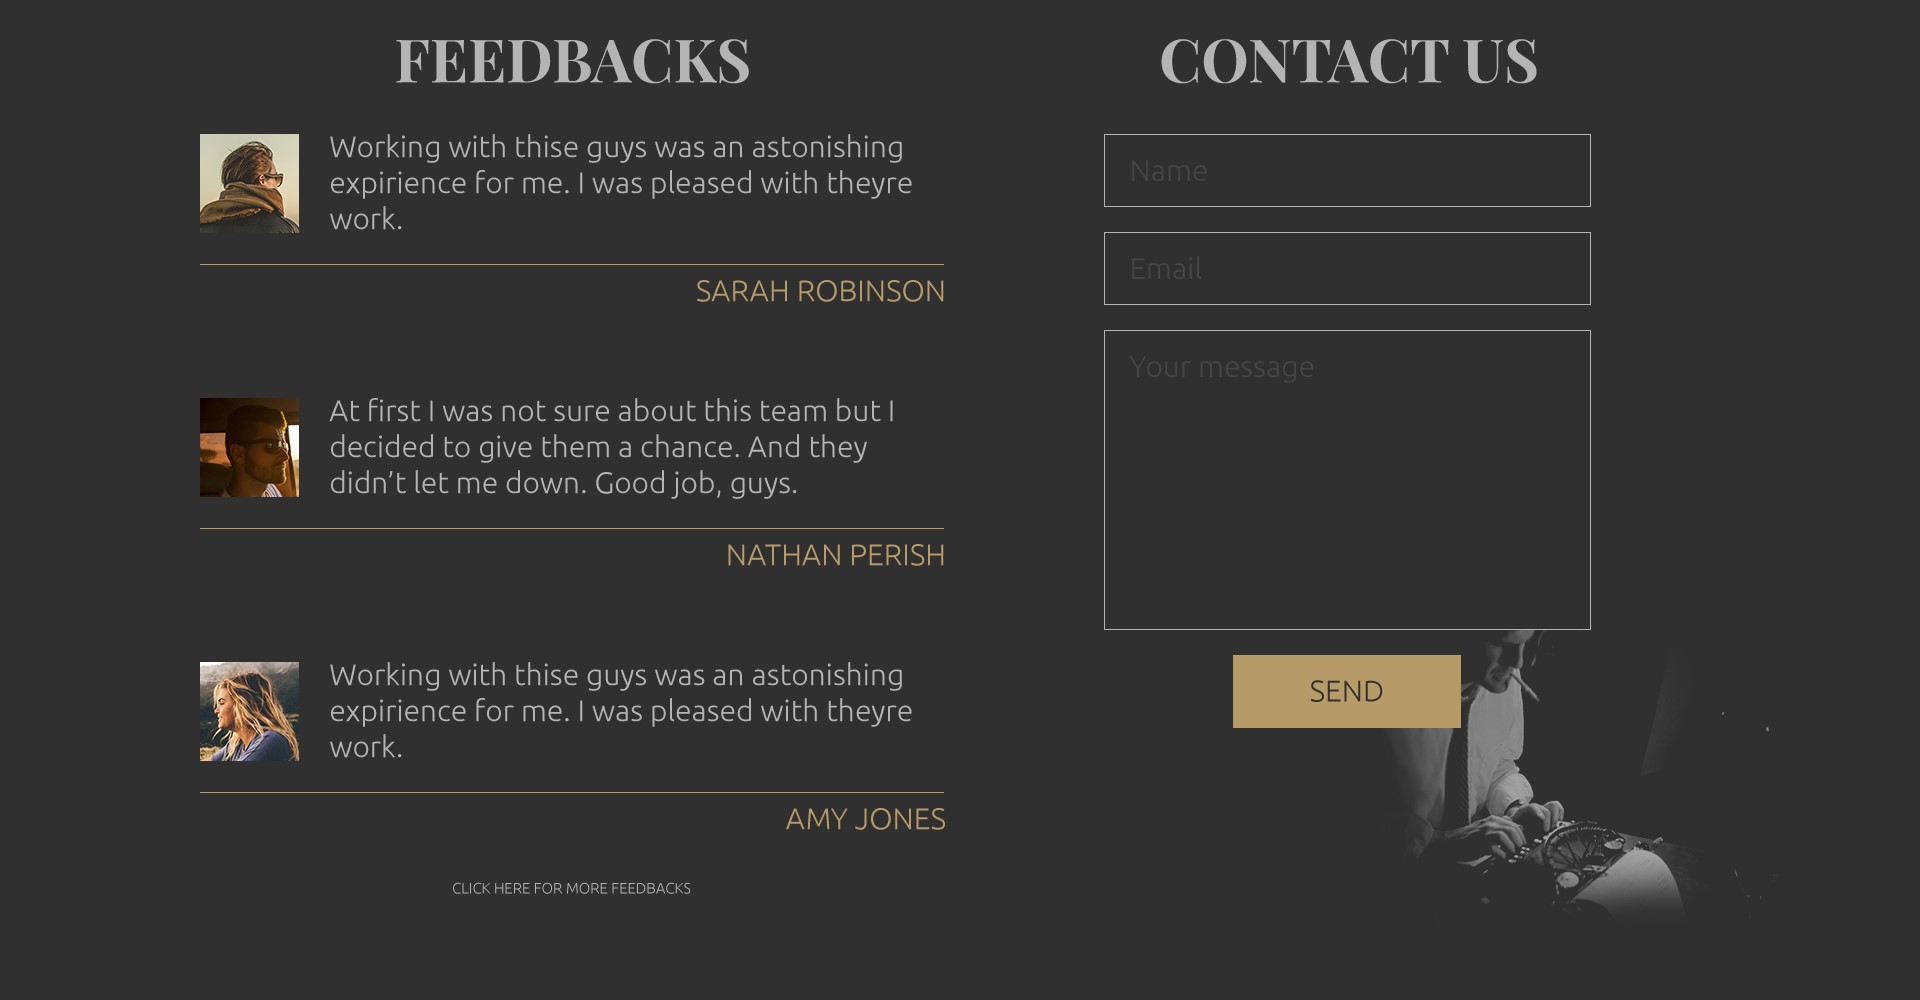 FEEDBACKS
Working with thise guys was an astonishing
expirience for me. I was pleased with theyre
work.
SARAH ROBINSON
At first I was not sure about this team but I
decided to give them a chance. And they
didn’t let me down. Good job, guys.
NATHAN PERISH
Working with thise guys was an astonishing
expirience for me. I was pleased with theyre
work.
AMY JONES
CLICK HERE FOR MORE FEEDBACKS
CONTACT US
Name
Email
Your message
SEND